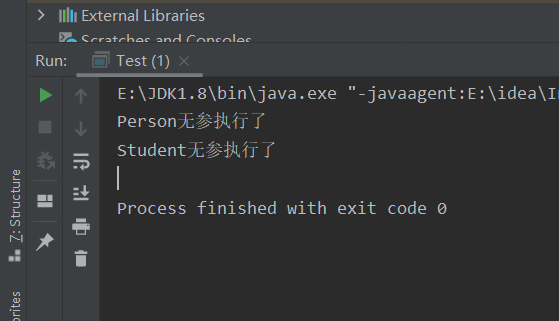 External Libraries
Scratches and Consoles
Run:
Test (1)
E:\JDK1.8\bin\java.exe "-javaagent:E:\idea\I
Person无参执行了
Student无参执行了
Process finished with exit code 0
7: Structure
orites